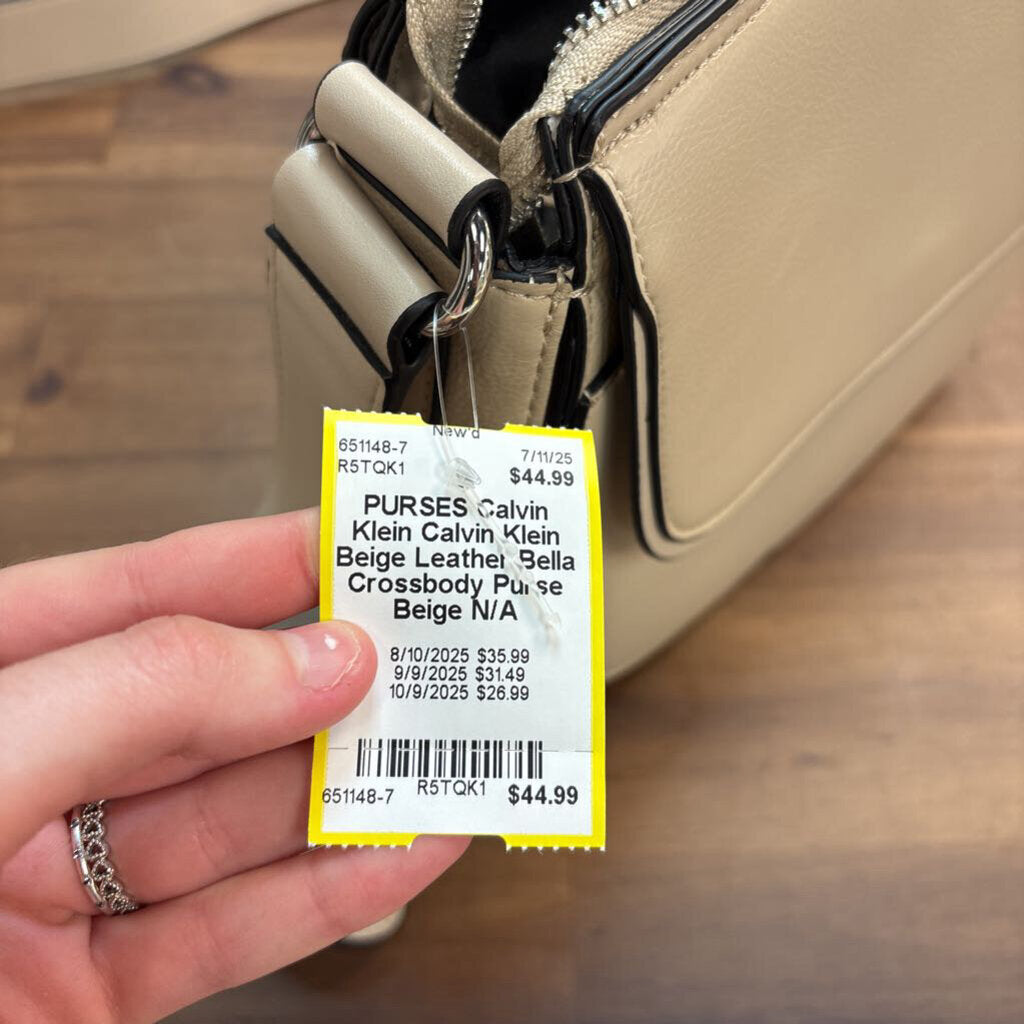 New'd
651148-7 7/11/25
R5TQK1 $44.99
PURSES Calvin
Klein Calvin Klein
Beige Leather Bella
Crossbody Purse
Beige N/A
8/10/2025 $35.99
9/9/2025 $31.49
10/9/2025 $26.99
651148-7 R5TQK1 $44.99